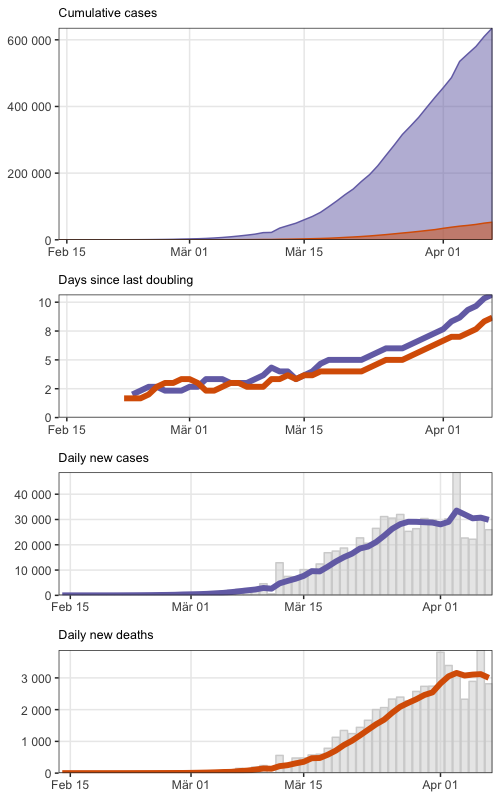 Cumulative cases
600 000
400 000
200 000
0
Feb 15 Mär 01 Mär 15 Apr 01
Days since last doubling
10
8
5
2
0
Feb 15 Mär 01 Mär 15 Apr 01
Daily new cases
40 000
30 000
20 000
10 000
0
Feb 15 Mär 01 Mär 15 Apr 01
Daily new deaths
3 000
2 000
1 000
0
Feb 15 Mär 01 Mär 15 Apr 01